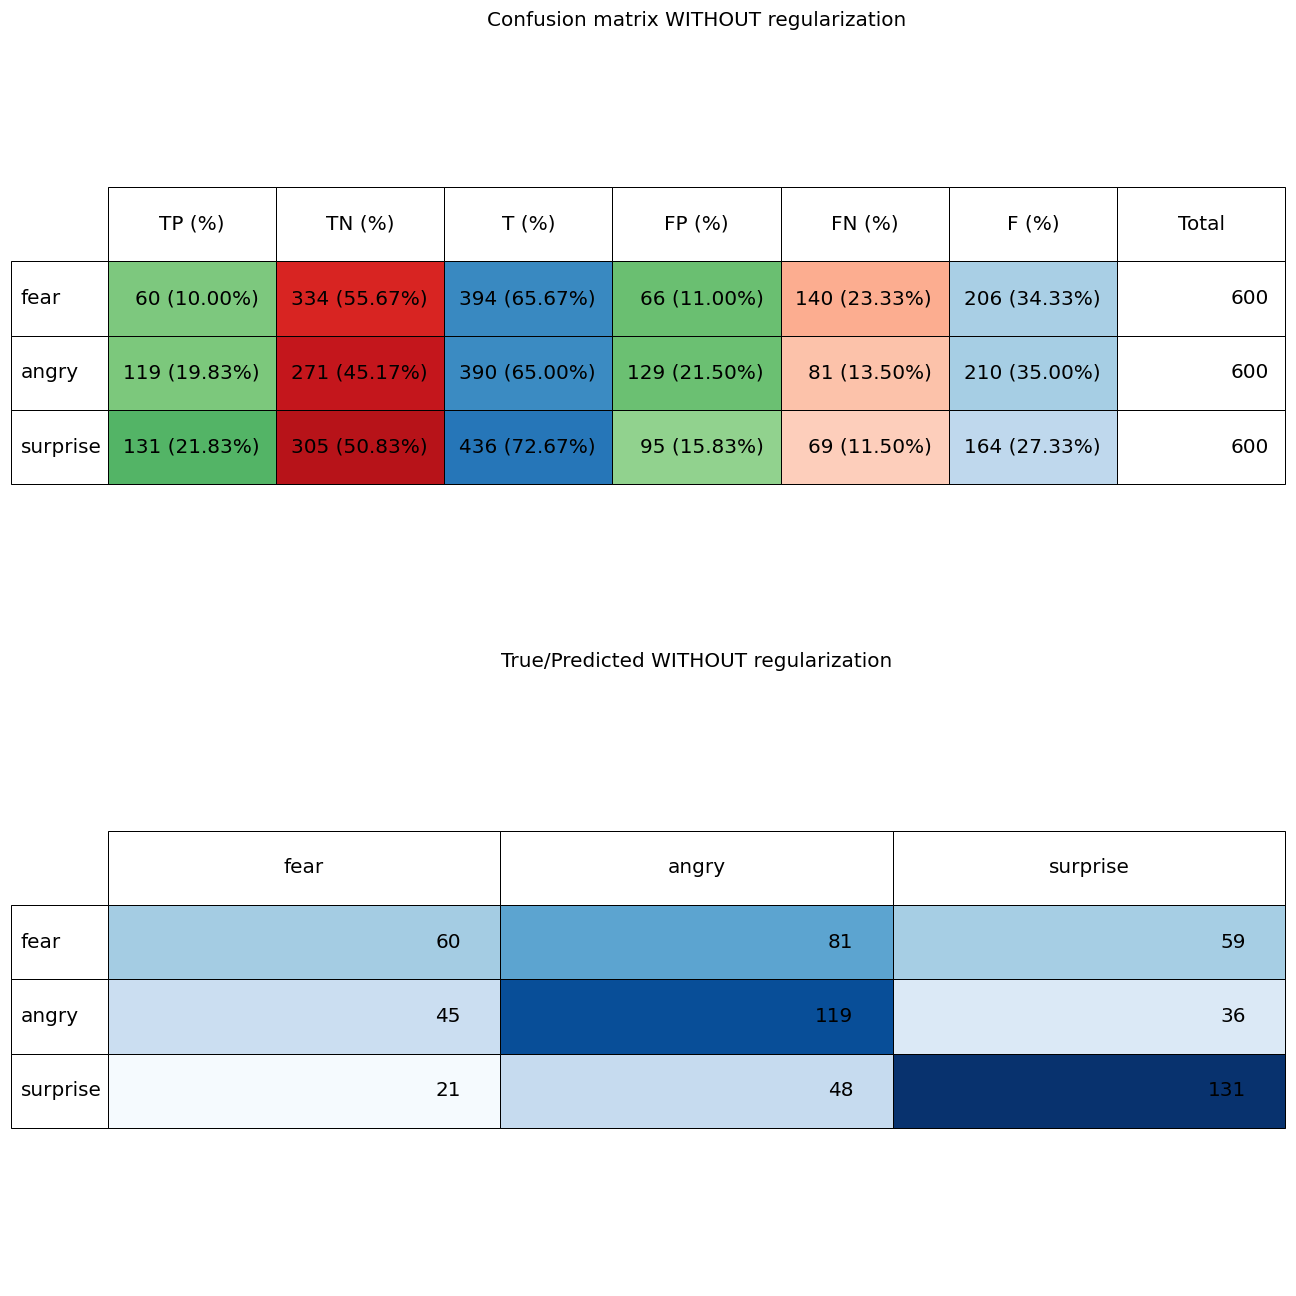 Confusion matrix WITHOUT regularization
TP (%) TN (%) T (%) FP (%) FN (%) F (%) Total
fear 60 (10.00%) 334 (55.67%) 394 (65.67%) 66 (11.00%) 140 (23.33%) 206 (34.33%) 600
angry 119 (19.83%) 271 (45.17%) 390 (65.00%) 129 (21.50%) 81 (13.50%) 210 (35.00%) 600
surprise 131 (21.83%) 305 (50.83%) 436 (72.67%) 95 (15.83%) 69 (11.50%) 164 (27.33%) 600
True/Predicted WITHOUT regularization
fear angry surprise
fear 60 81 59
angry 45 119 36
surprise 21 48 131